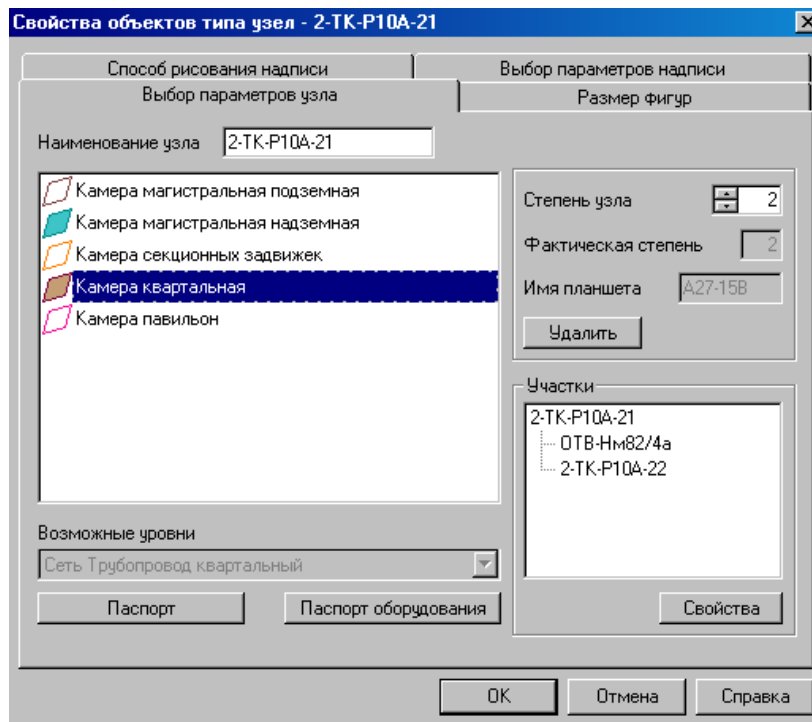 Свойства объектов типа узел - 2-ТК-Р10А-21
Способ рисования надписи
Выбор параметров надписи
Выбор параметров узла
Размер фигур
Наименование узла 2-ТК-Р10А-21
Камера магистральная подземная
Камера магистральная надземная
Камера секционных задвижек
Камера квартальная
Камера павильон
Возможные уровни
Сеть Трубопровод квартальный
Паспорт
Паспорт оборудования
Степень узла 2
Фактическая степень 2
Имя планшета А27-15В
Удалить
Участки
2-ТК-Р10А-21
ОТВ-Нм82/4а
2-ТК-Р10А-22
Свойства
OK
Отмена
Справка